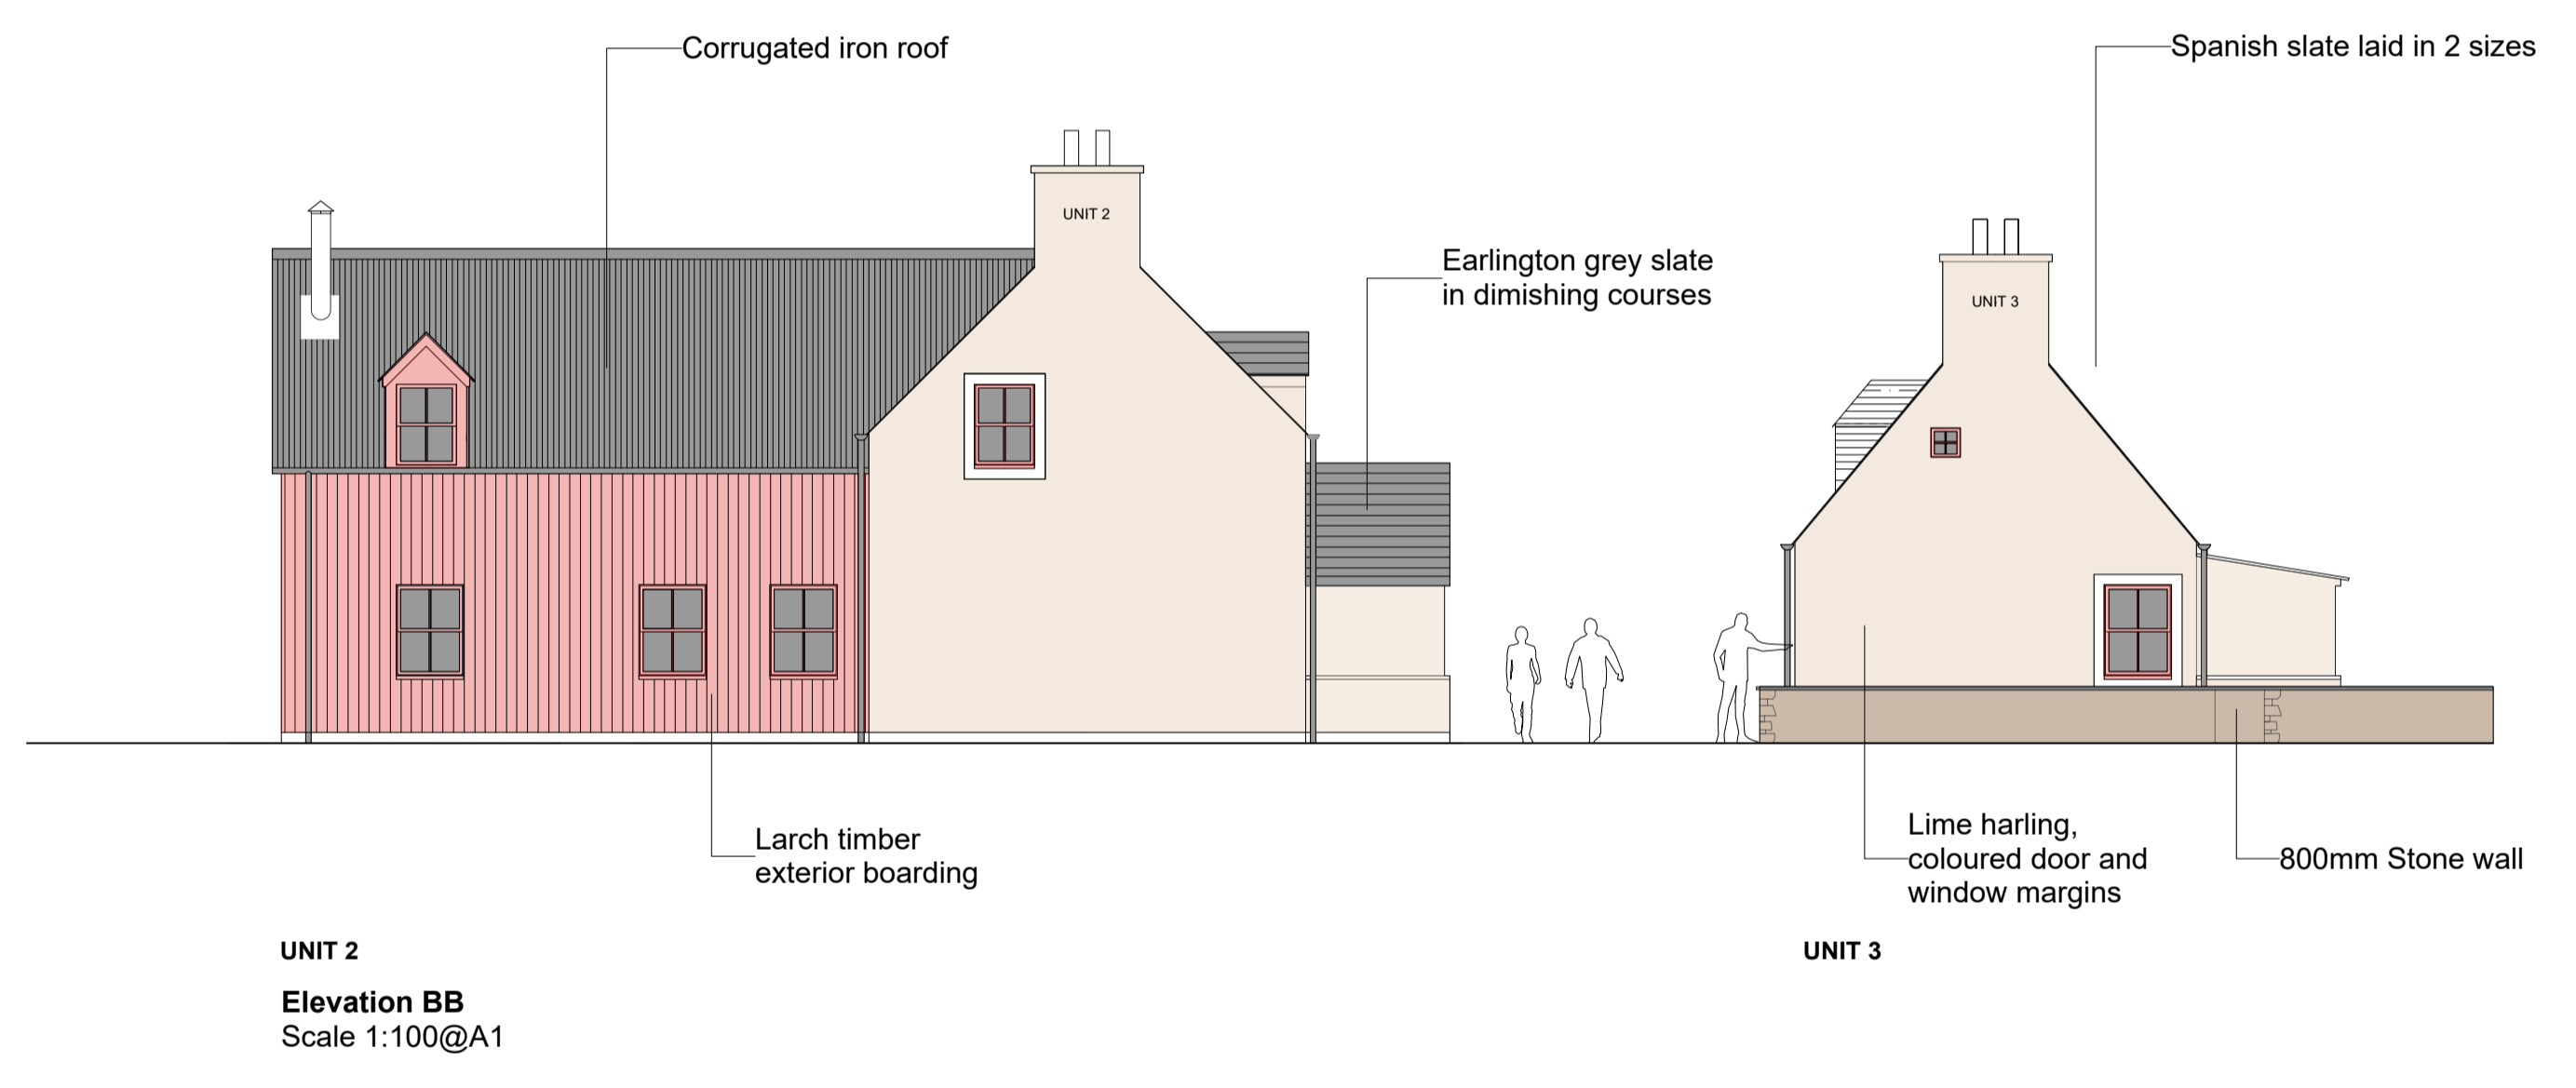 Corrugated iron roof
Spanish slate laid in 2 sizes
UNIT 2
Earlington grey slate
in dimishing courses
UNIT 3
Larch timber
exterior boarding
Lime harling,
coloured door and
window margins
800mm Stone wall
UNIT 2
UNIT 3
Elevation BB
Scale 1:100@A1